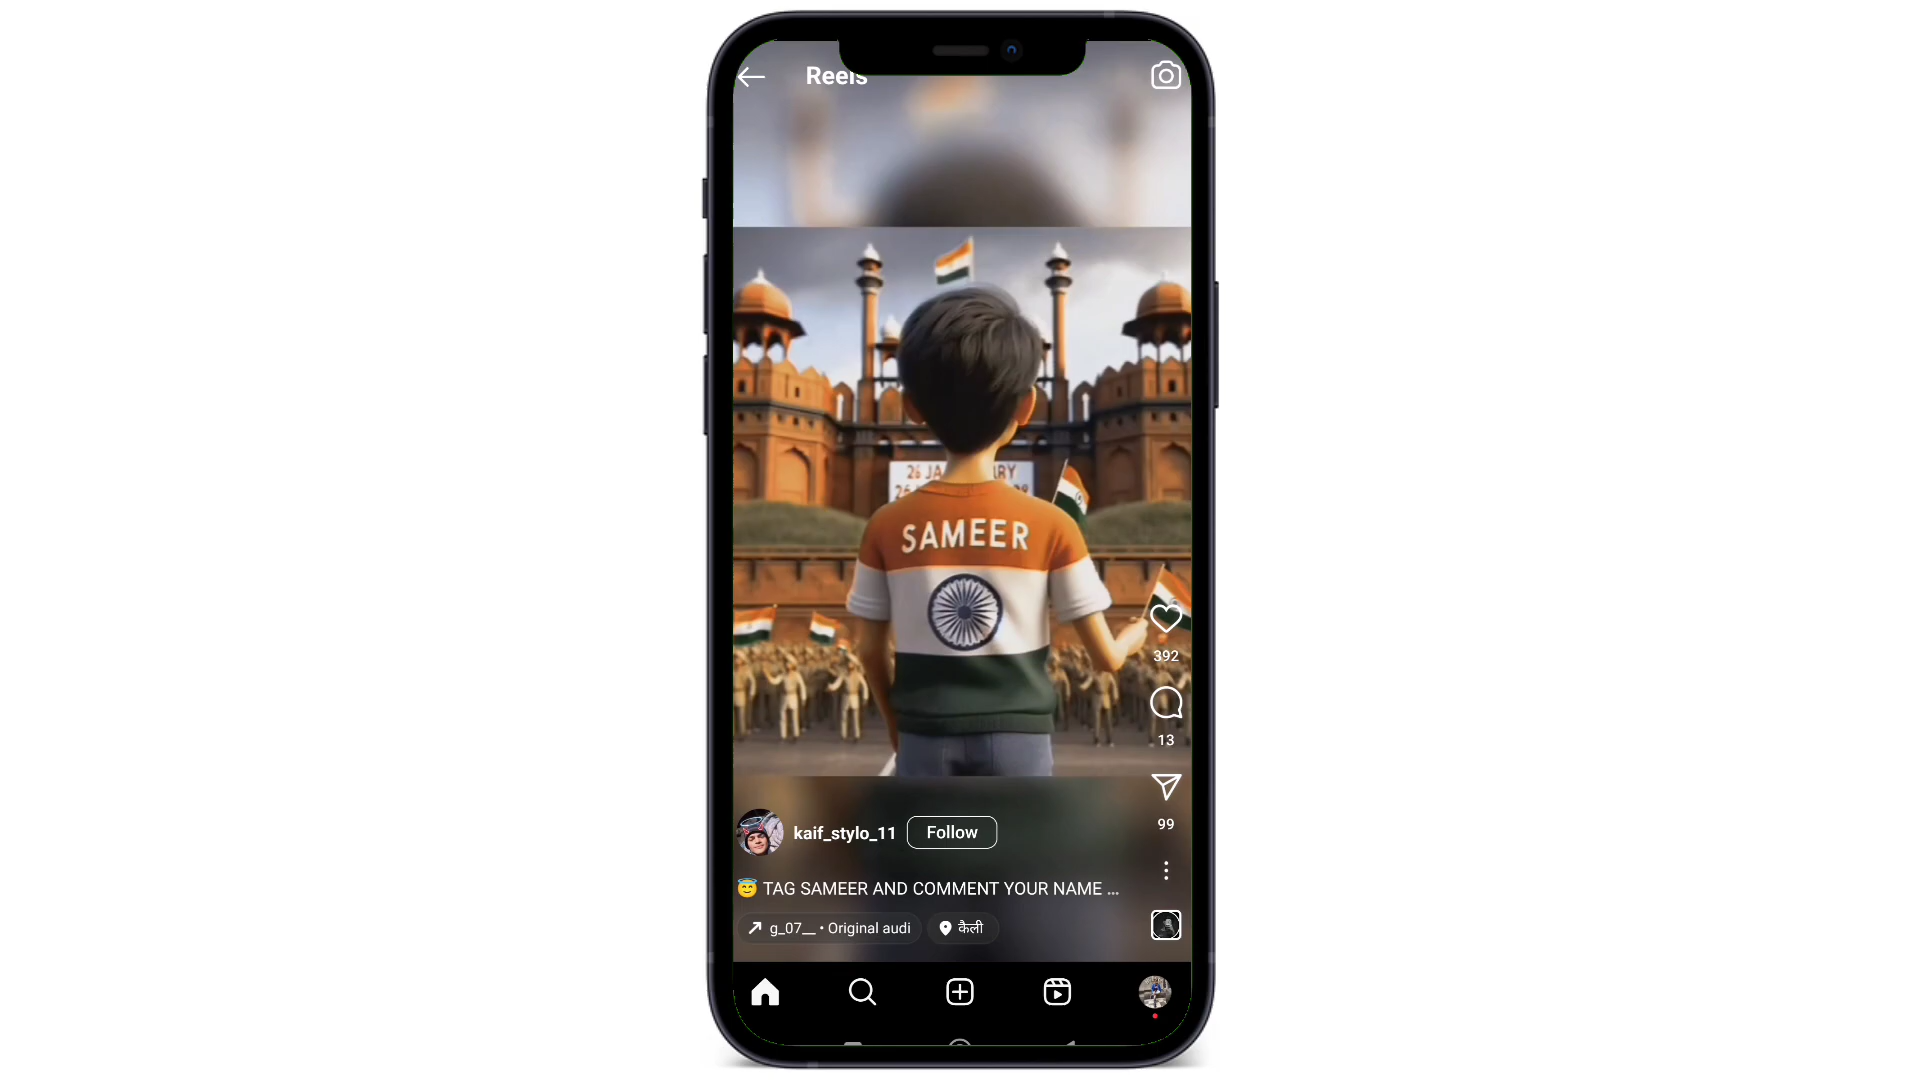 Reels
SAMEER
392
13
99
kaif_stylo_11 Follow
😇 TAG SAMEER AND COMMENT YOUR NAME ...
g_07__ • Original audi
कैली